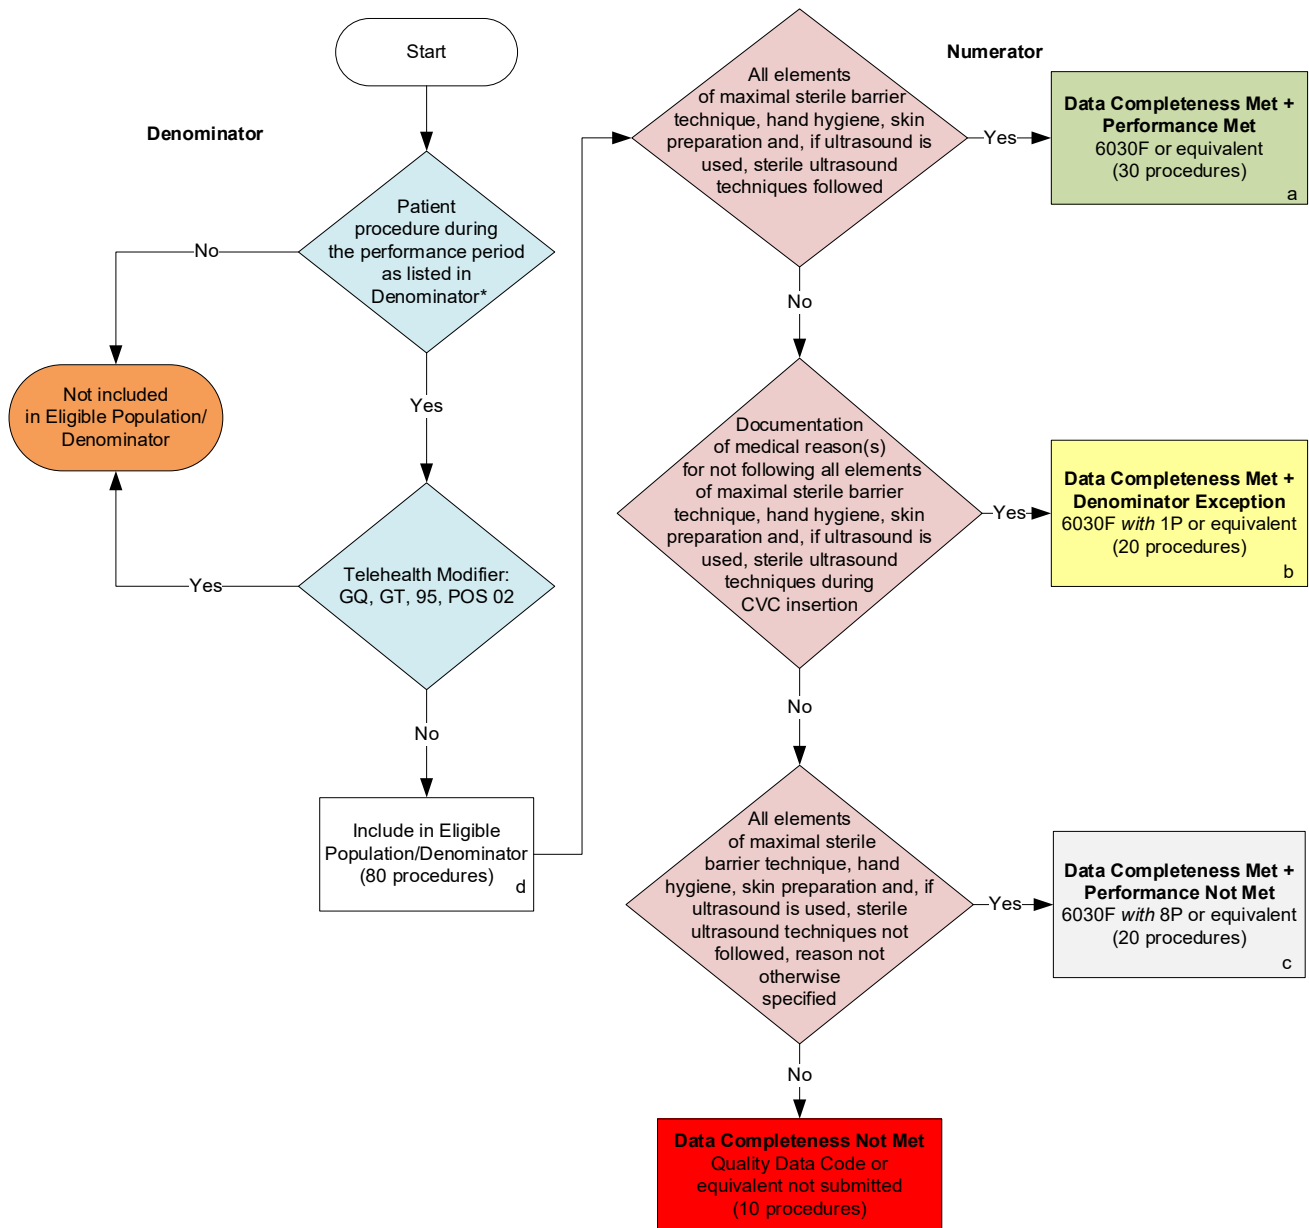 Start
Denominator
Patient
procedure during
the performance period
as listed in
Denominator*
No
Not included
in Eligible Population/
Denominator
Yes
Telehealth Modifier:
GQ, GT, 95, POS 02
Yes
No
Include in Eligible
Population/Denominator
(80 procedures)
d
Numerator
All elements
of maximal sterile barrier
technique, hand hygiene, skin
preparation and, if ultrasound is
used, sterile ultrasound
techniques followed
Yes
Data Completeness Met +
Performance Met
6030F or equivalent
(30 procedures)
a
No
Documentation
of medical reason(s)
for not following all elements
of maximal sterile barrier
technique, hand hygiene, skin
preparation and, if ultrasound is
used, sterile ultrasound
techniques during
CVC insertion
Yes
Data Completeness Met +
Denominator Exception
6030F with 1P or equivalent
(20 procedures)
b
No
All elements
of maximal sterile
barrier technique, hand
hygiene, skin preparation and, if
ultrasound is used, sterile
ultrasound techniques not
followed, reason not
otherwise
specified
Yes
Data Completeness Met +
Performance Not Met
6030F with 8P or equivalent
(20 procedures)
c
No
Data Completeness Not Met
Quality Data Code or
equivalent not submitted
(10 procedures)